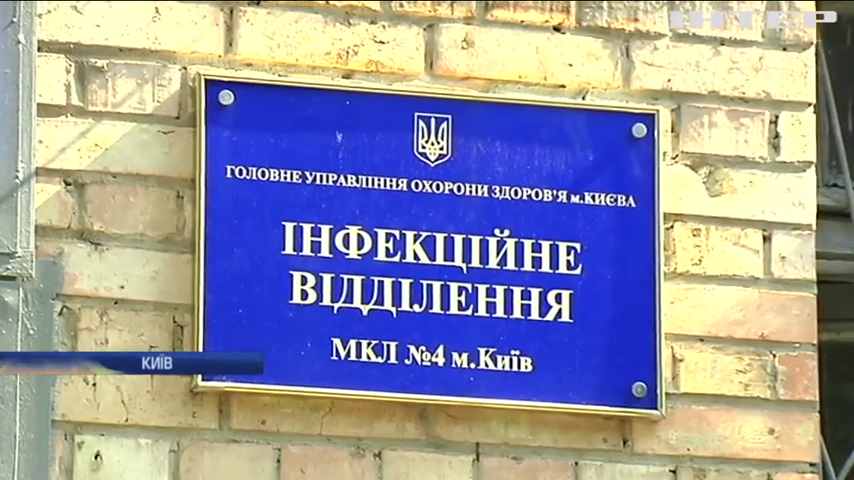 ІНТЕР
ГОЛОВНЕ УПРАВЛІННЯ ОХОРОНИ ЗДОРОВ'Я м.КИЄВА
ІНФЕКЦІЙНЕ
ВІДДІЛЕННЯ
МКЛ №4 м.Київ
КИЇВ